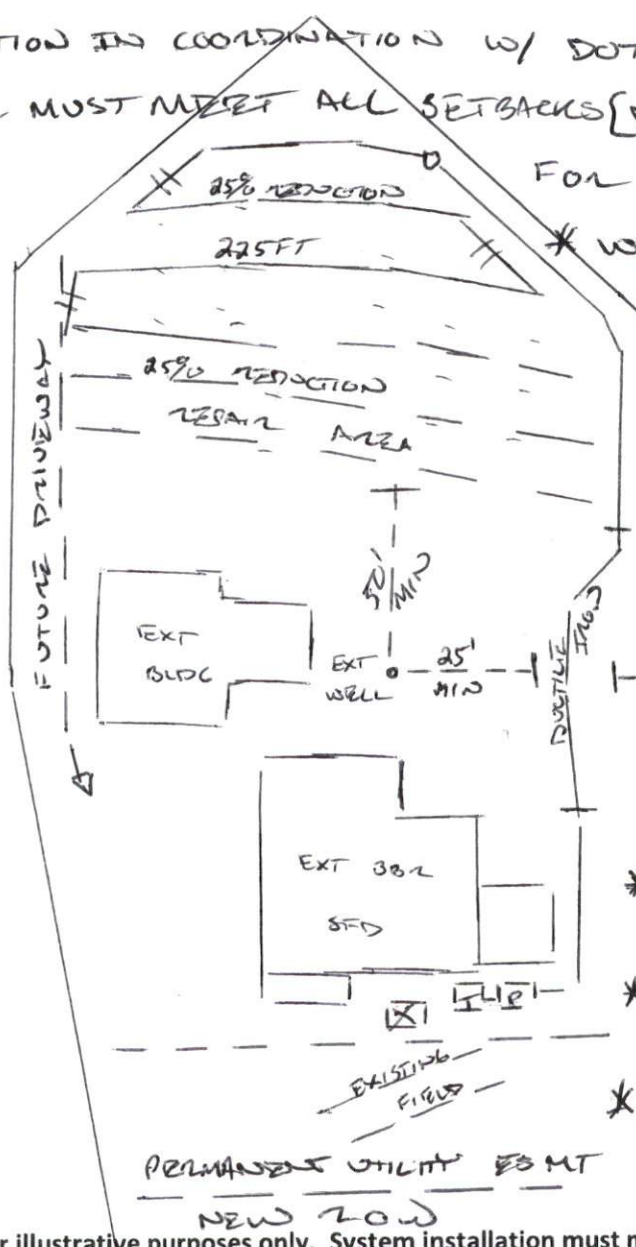 TION IN COORDINATION W/ DOT
MUST MEET ALL SETBACKS
FOR
25% REDUCTION
225FT
25% REDUCTION
REPAIR AREA
FUTURE DRIVEWAY
50' MIN
EXT
BLDG
EXT
WELL
25'
MIN
DUCTILE IRON
EXT 3BR
SFD
X
T
P
EXISTING
FIELD
PERMANENT UTILITY ESMT
NEW ROW
r illustrative purposes only. System installation must